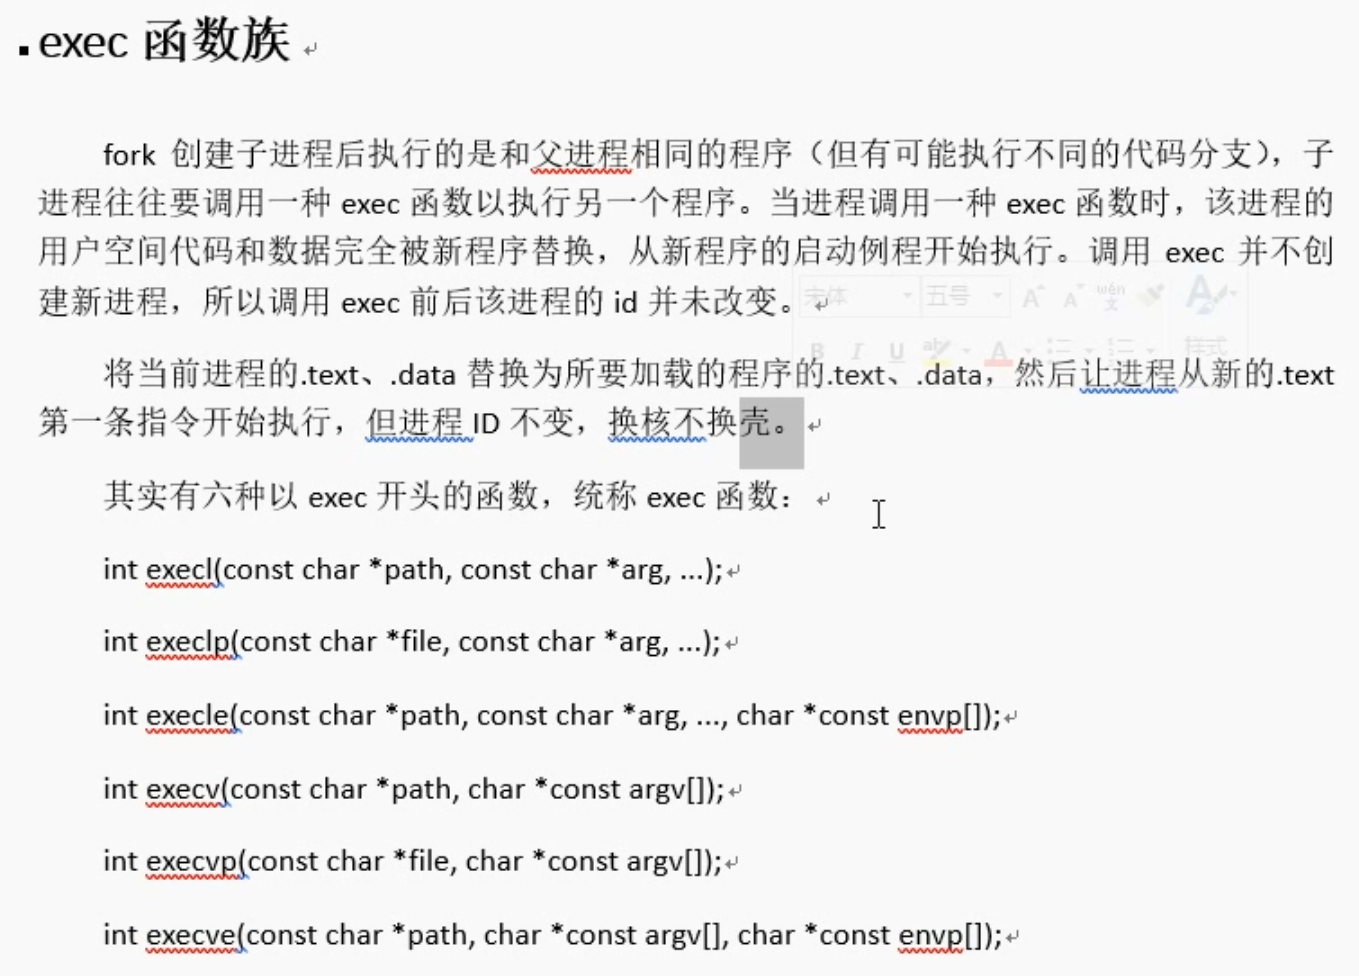 exec 函数族
fork 创建子进程后执行的是和父进程相同的程序（但有可能执行不同的代码分支），子
进程往往要调用一种 exec 函数以执行另一个程序。当进程调用一种 exec 函数时，该进程的
用户空间代码和数据完全被新程序替换，从新程序的启动例程开始执行。调用 exec 并不创
建新进程，所以调用 exec 前后该进程的 id 并未改变。
五号
wén
文
B I U
样式
将当前进程的.text、.data 替换为所要加载的程序的.text、.data，然后让进程从新的.text
第一条指令开始执行，但进程 ID 不变，换核不换壳。
其实有六种以 exec 开头的函数，统称 exec 函数：
int execl(const char *path, const char *arg, ...);
int execlp(const char *file, const char *arg, ...);
int execle(const char *path, const char *arg, ..., char *const envp[]);
int execv(const char *path, char *const argv[]);
int execvp(const char *file, char *const argv[]);
int execve(const char *path, char *const argv[], char *const envp[]);